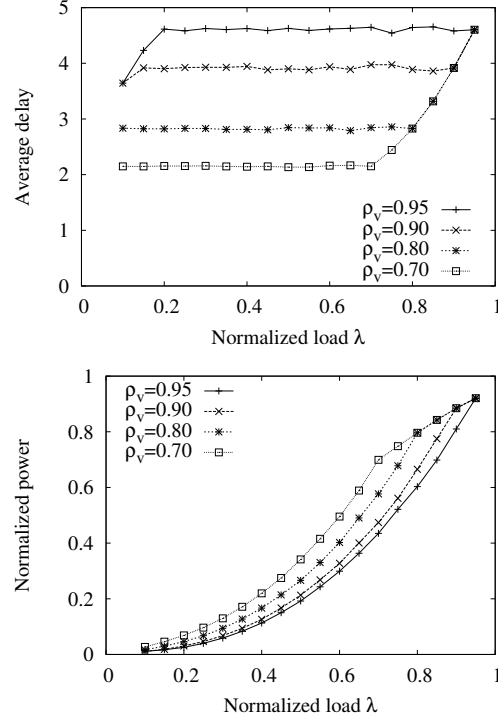 5
4
3
2
1
0
Average delay
ρv=0.95
ρv=0.90
ρv=0.80
ρv=0.70
0 0.2 0.4 0.6 0.8 1
Normalized load λ
1
0.8
0.6
0.4
0.2
0
Normalized power
ρv=0.95
ρv=0.90
ρv=0.80
ρv=0.70
0 0.2 0.4 0.6 0.8 1
Normalized load λ